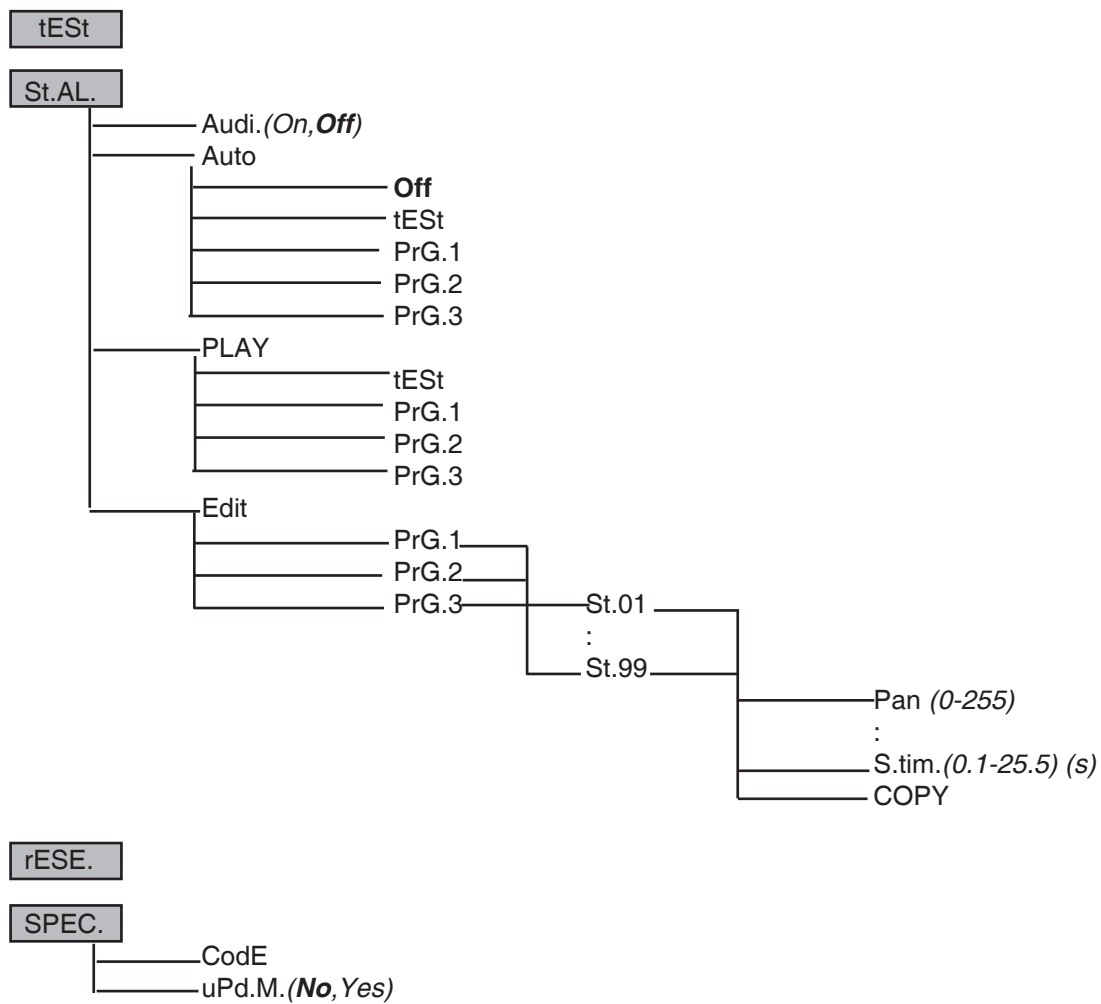 tESt
St.AL.
Audi.(On,Off)
Auto
Off
tESt
PrG.1
PrG.2
PrG.3
PLAY
tESt
PrG.1
PrG.2
PrG.3
Edit
PrG.1
PrG.2
PrG.3
St.01
:
St.99
Pan (0-255)
:
S.tim.(0.1-25.5) (s)
COPY
rESE.
SPEC.
CodE
uPd.M.(No,Yes)